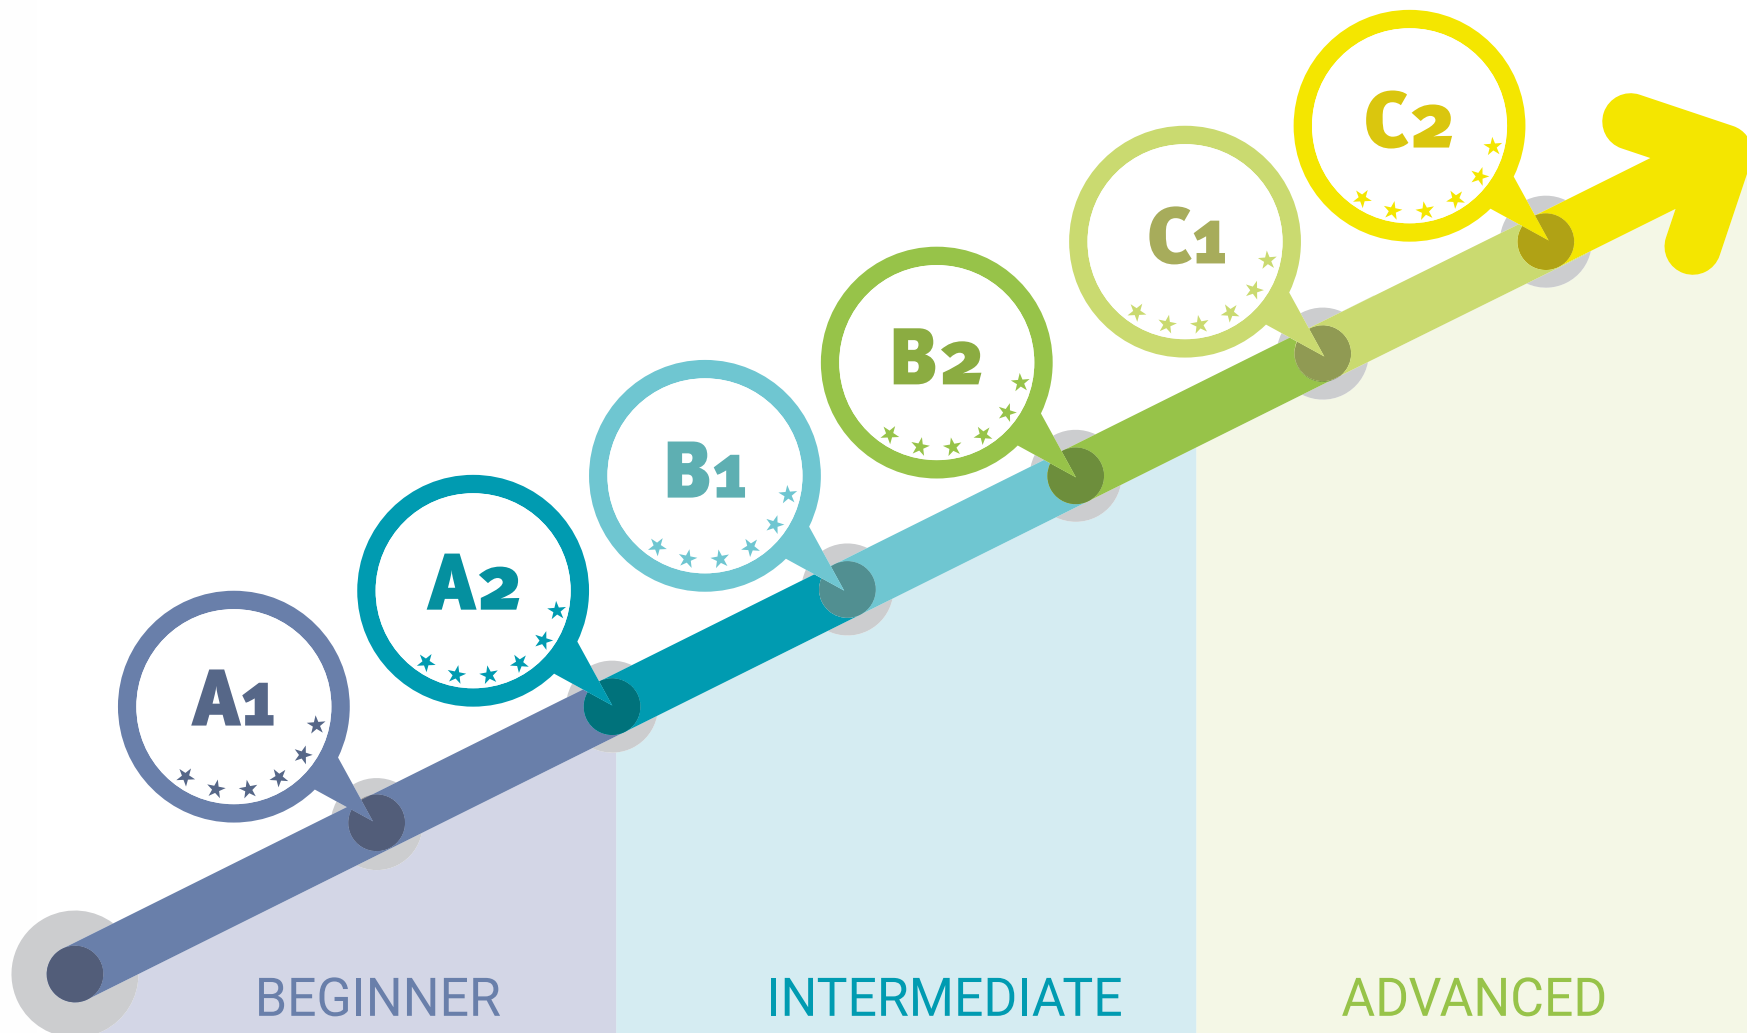 C2
C1
B2
B1
A2
A1
BEGINNER
INTERMEDIATE
ADVANCED